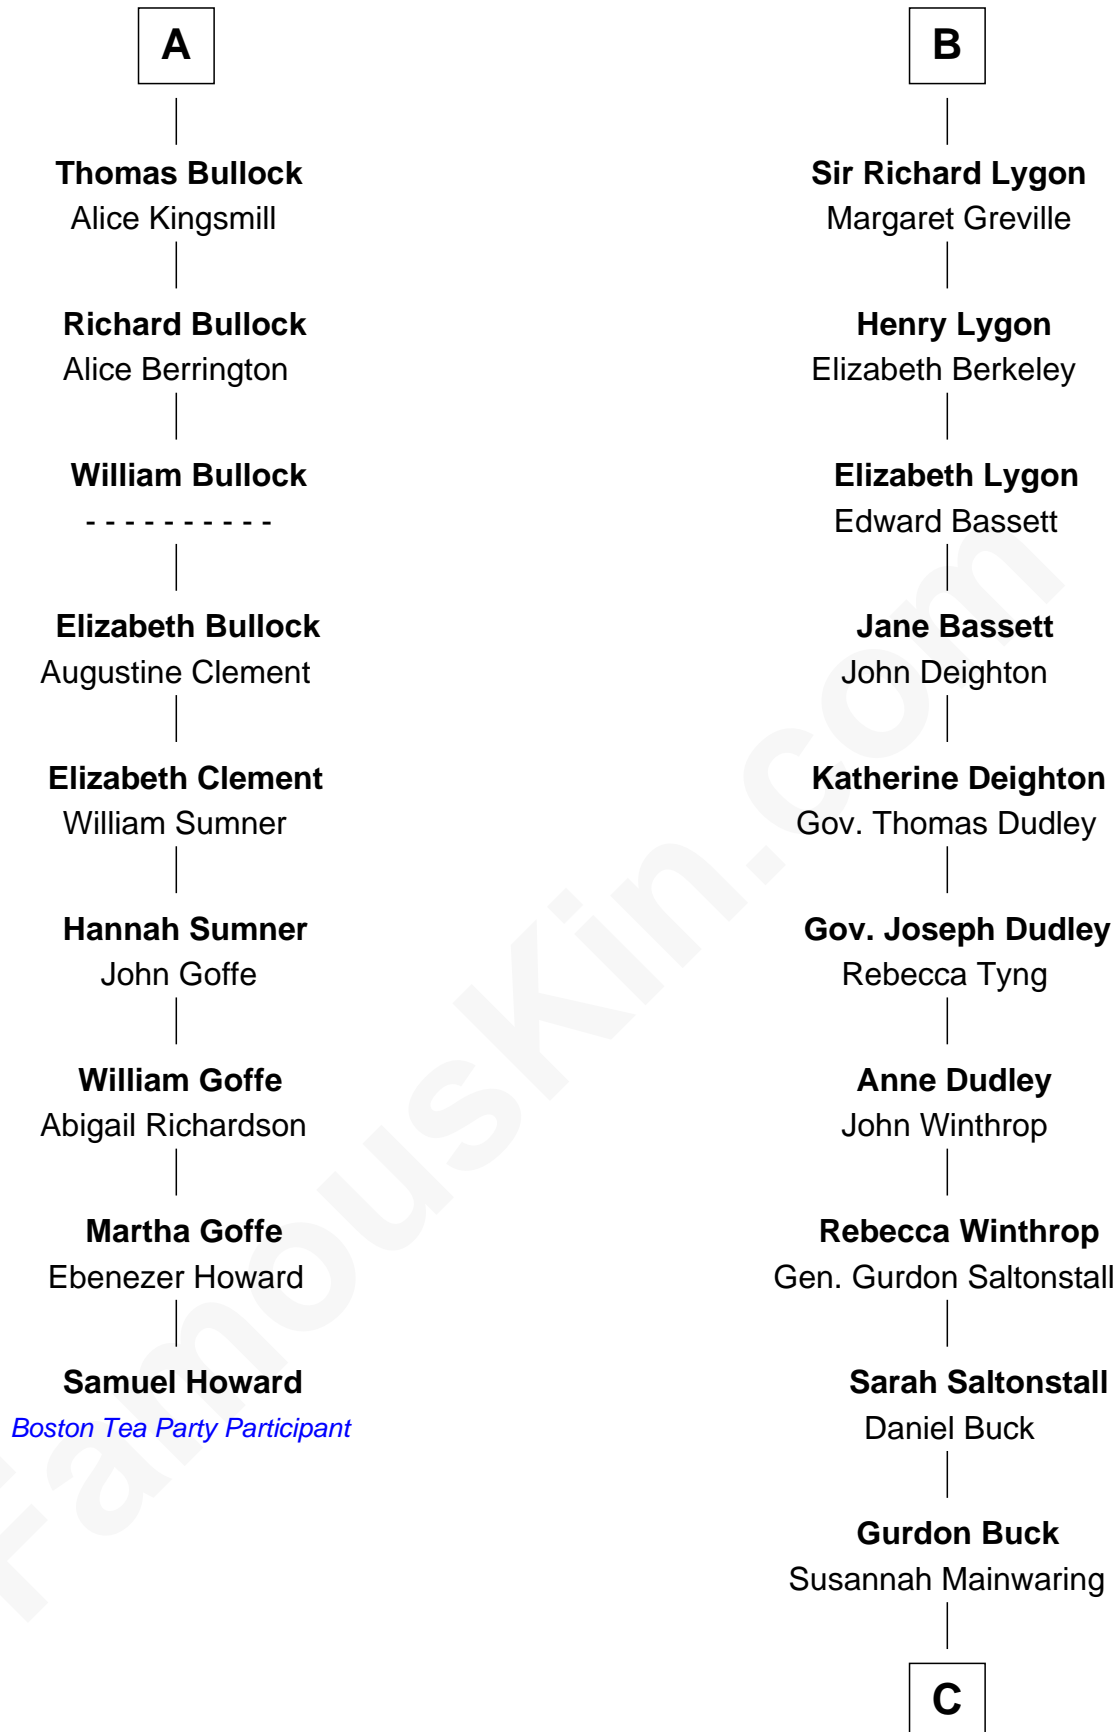 A
Thomas Bullock
Alice Kingsmill
Richard Bullock
Alice Berrington
William Bullock
- - - - - - - - - -
Elizabeth Bullock
Augustine Clement
Elizabeth Clement
William Sumner
Hannah Sumner
John Goffe
William Goffe
Abigail Richardson
Martha Goffe
Ebenezer Howard
Samuel Howard
Boston Tea Party Participant
B
Sir Richard Lygon
Margaret Greville
Henry Lygon
Elizabeth Berkeley
Elizabeth Lygon
Edward Bassett
Jane Bassett
John Deighton
Katherine Deighton
Gov. Thomas Dudley
Gov. Joseph Dudley
Rebecca Tyng
Anne Dudley
John Winthrop
Rebecca Winthrop
Gen. Gurdon Saltonstall
Sarah Saltonstall
Daniel Buck
Gurdon Buck
Susannah Mainwaring
C
FamousKin.com